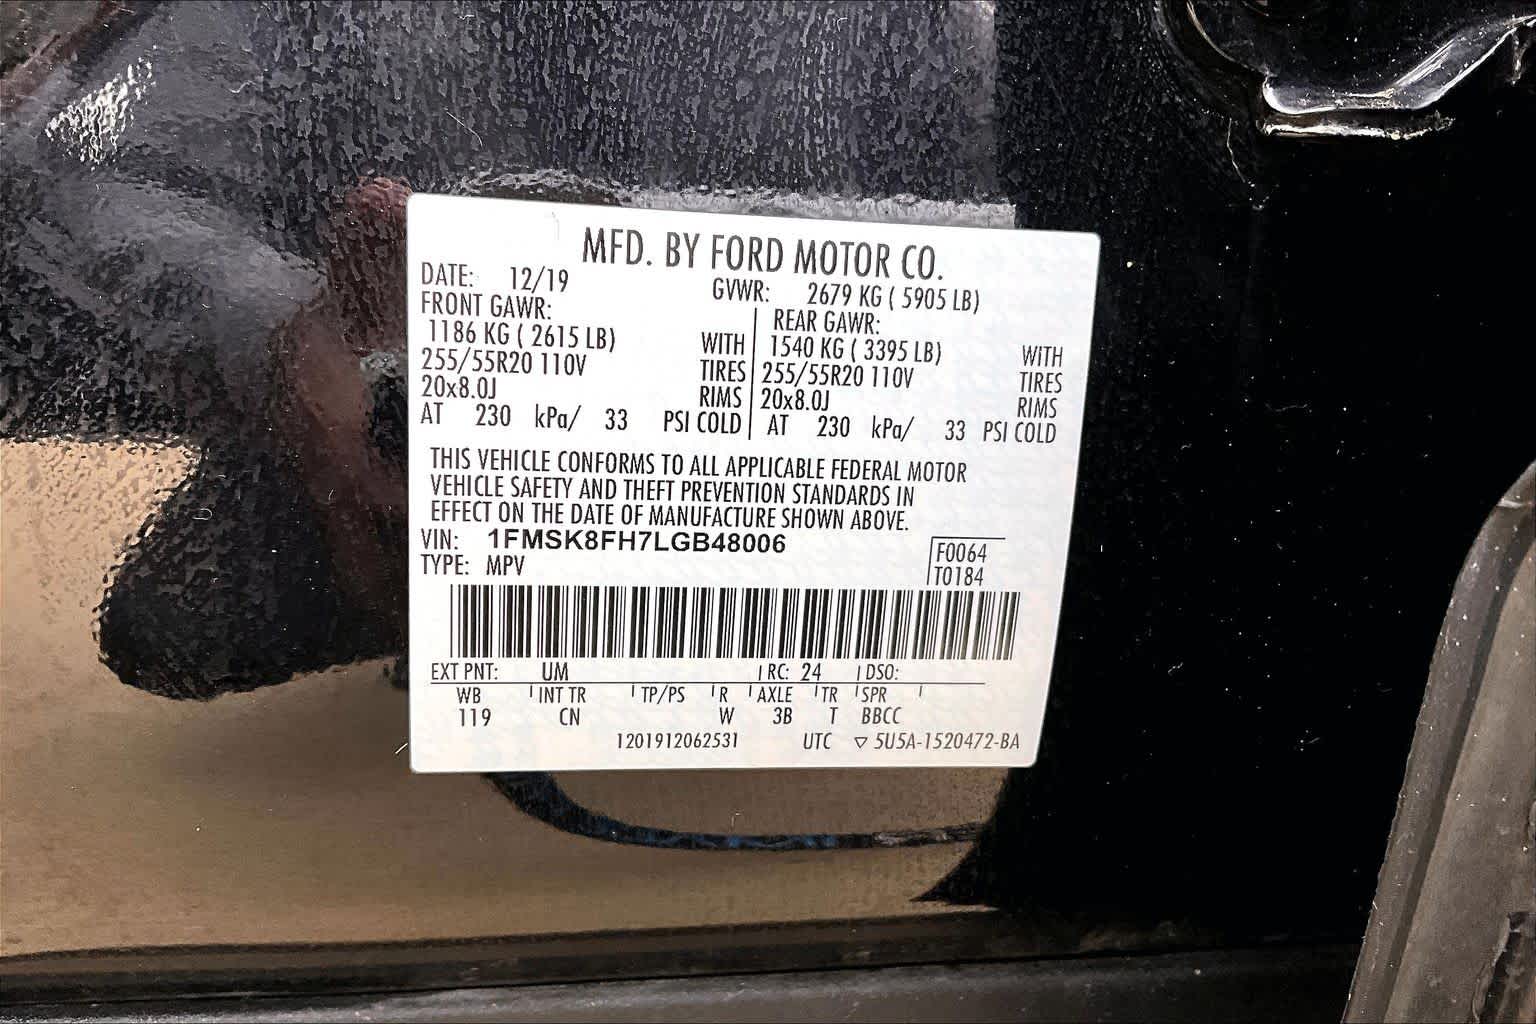 MFD. BY FORD MOTOR CO.
DATE: 12/19 GVWR: 2679 KG ( 5905 LB)
FRONT GAWR: REAR GAWR:
1186 KG ( 2615 LB) WITH 1540 KG ( 3395 LB) WITH
255/55R20 110V TIRES 255/55R20 110V TIRES
20x8.0J RIMS 20x8.0J RIMS
AT 230 kPa/ 33 PSI COLD AT 230 kPa/ 33 PSI COLD
THIS VEHICLE CONFORMS TO ALL APPLICABLE FEDERAL MOTOR
VEHICLE SAFETY AND THEFT PREVENTION STANDARDS IN
EFFECT ON THE DATE OF MANUFACTURE SHOWN ABOVE.
VIN: 1FMSK8FH7LGB48006
TYPE: MPV
F0064
T0184
EXT PNT: UM RC: 24 DSO:
WB INT TR TP/PS R AXLE TR SPR
119 CN W 3B T BBCC
1201912062531 UTC ▽ 5U5A-1520472-BA